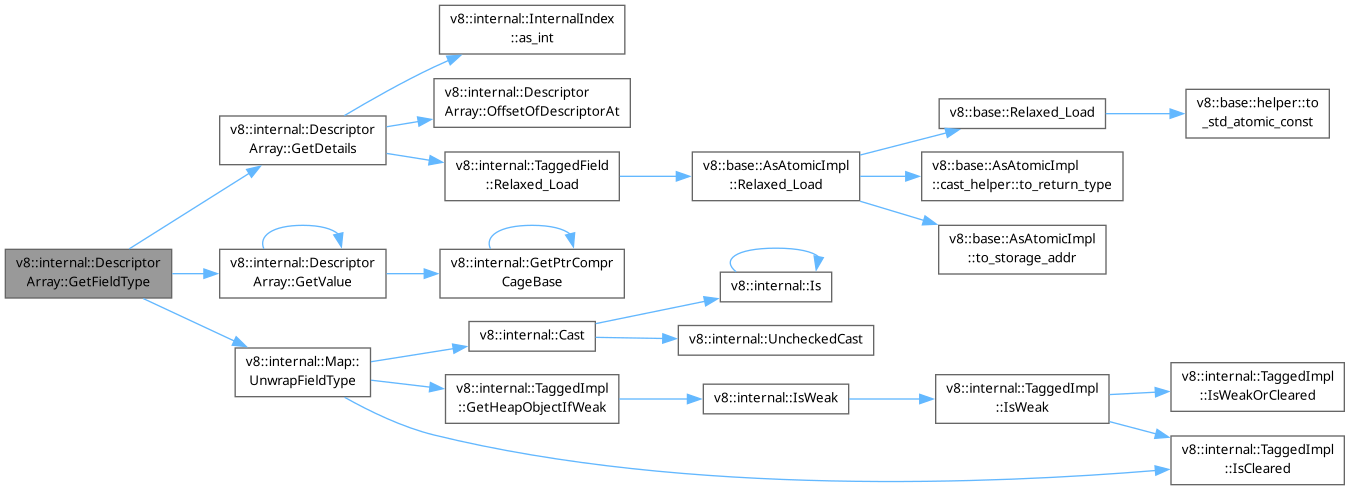 v8::internal::InternalIndex
::as_int
v8::internal::Descriptor
Array::OffsetOfDescriptorAt
v8::base::Relaxed_Load
v8::base::helper::to
_std_atomic_const
v8::internal::Descriptor
Array::GetDetails
v8::internal::TaggedField
::Relaxed_Load
v8::base::AsAtomicImpl
::Relaxed_Load
v8::base::AsAtomicImpl
::cast_helper::to_return_type
v8::base::AsAtomicImpl
::to_storage_addr
v8::internal::Descriptor
Array::GetFieldType
v8::internal::Descriptor
Array::GetValue
v8::internal::GetPtrCompr
CageBase
v8::internal::Is
v8::internal::Cast
v8::internal::UncheckedCast
v8::internal::Map::
UnwrapFieldType
v8::internal::TaggedImpl
::GetHeapObjectIfWeak
v8::internal::IsWeak
v8::internal::TaggedImpl
::IsWeak
v8::internal::TaggedImpl
::IsWeakOrCleared
v8::internal::TaggedImpl
::IsCleared